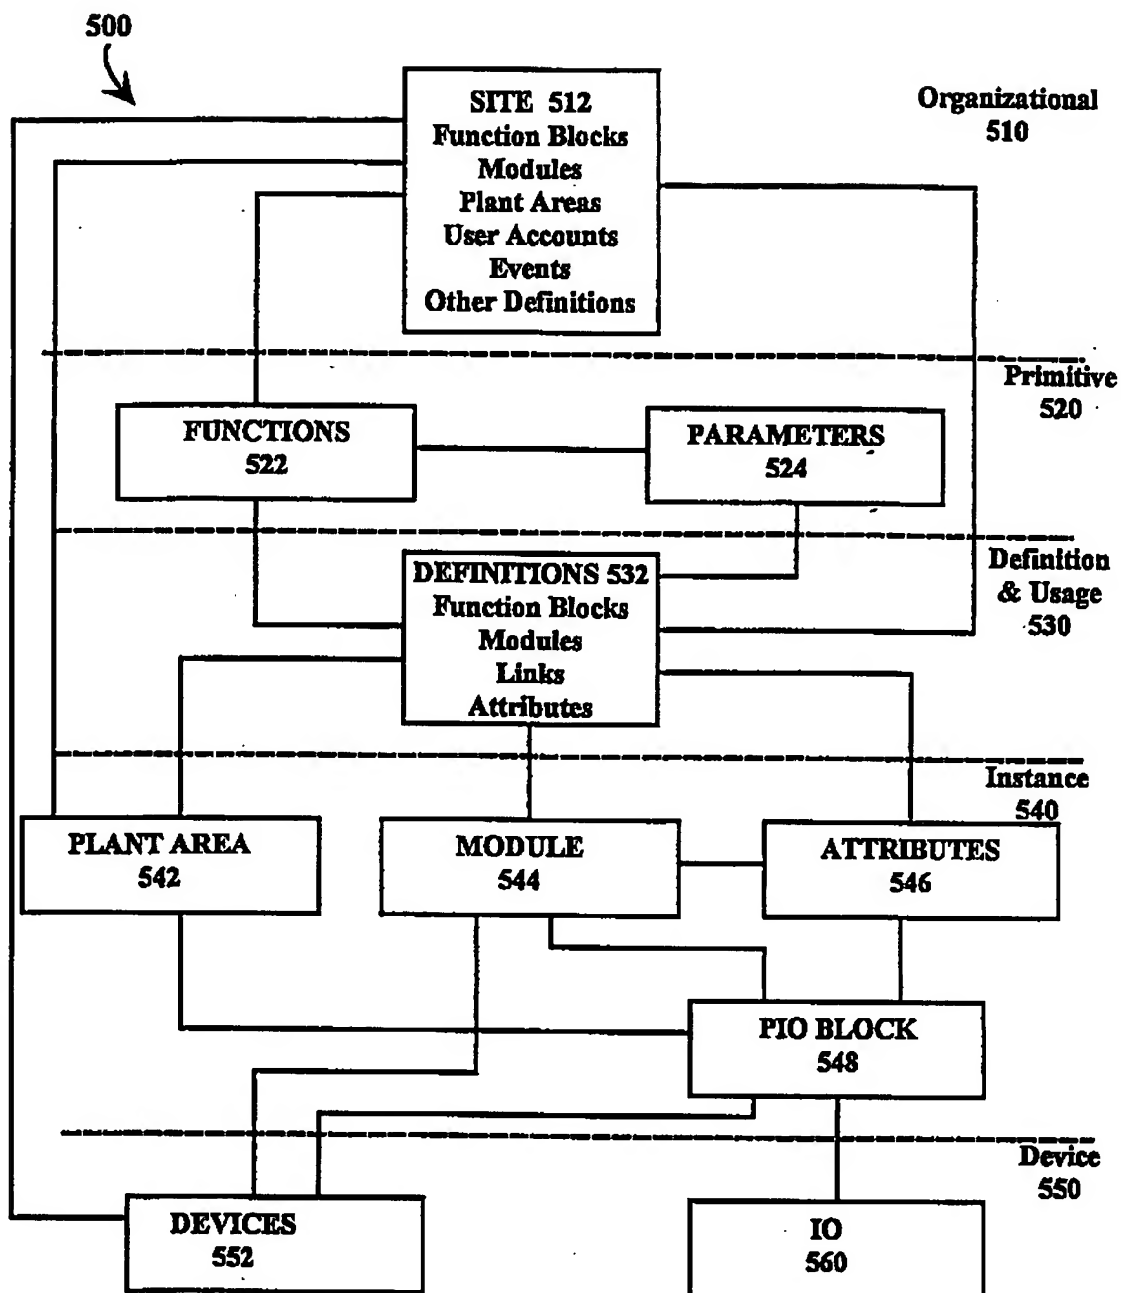 500
SITE 512
Function Blocks
Modules
Plant Areas
User Accounts
Events
Other Definitions
Organizational
510
Primitive
520
FUNCTIONS
522
PARAMETERS
524
Definition
& Usage
530
DEFINITIONS 532
Function Blocks
Modules
Links
Attributes
Instance
540
PLANT AREA
542
MODULE
544
ATTRIBUTES
546
PIO BLOCK
548
Device
550
DEVICES
552
IO
560